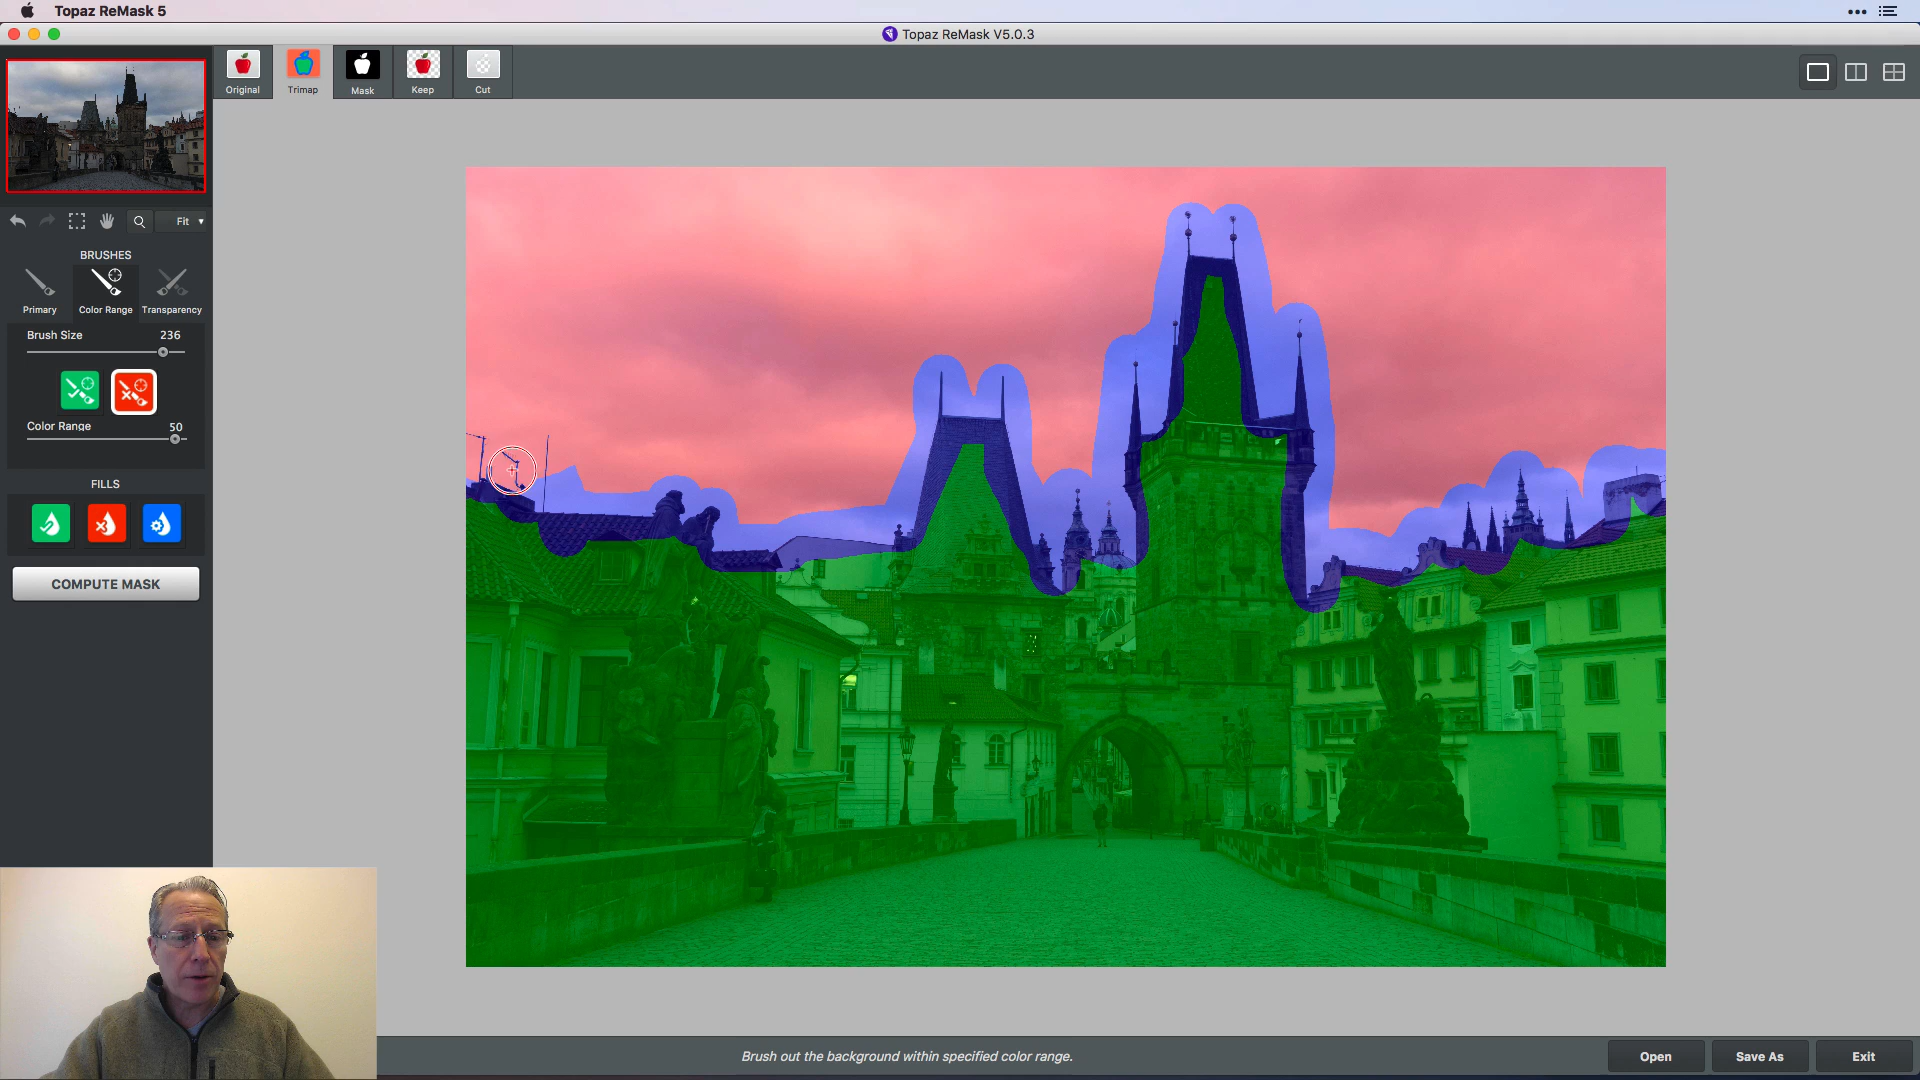 Topaz ReMask 5
Topaz ReMask V5.0.3
Original
Trimap
Mask
Keep
Cut
Fit
BRUSHES
Primary
Color Range
Transparency
Brush Size 236
Color Range 50
FILLS
COMPUTE MASK
Brush out the background within specified color range.
Open
Save As
Exit